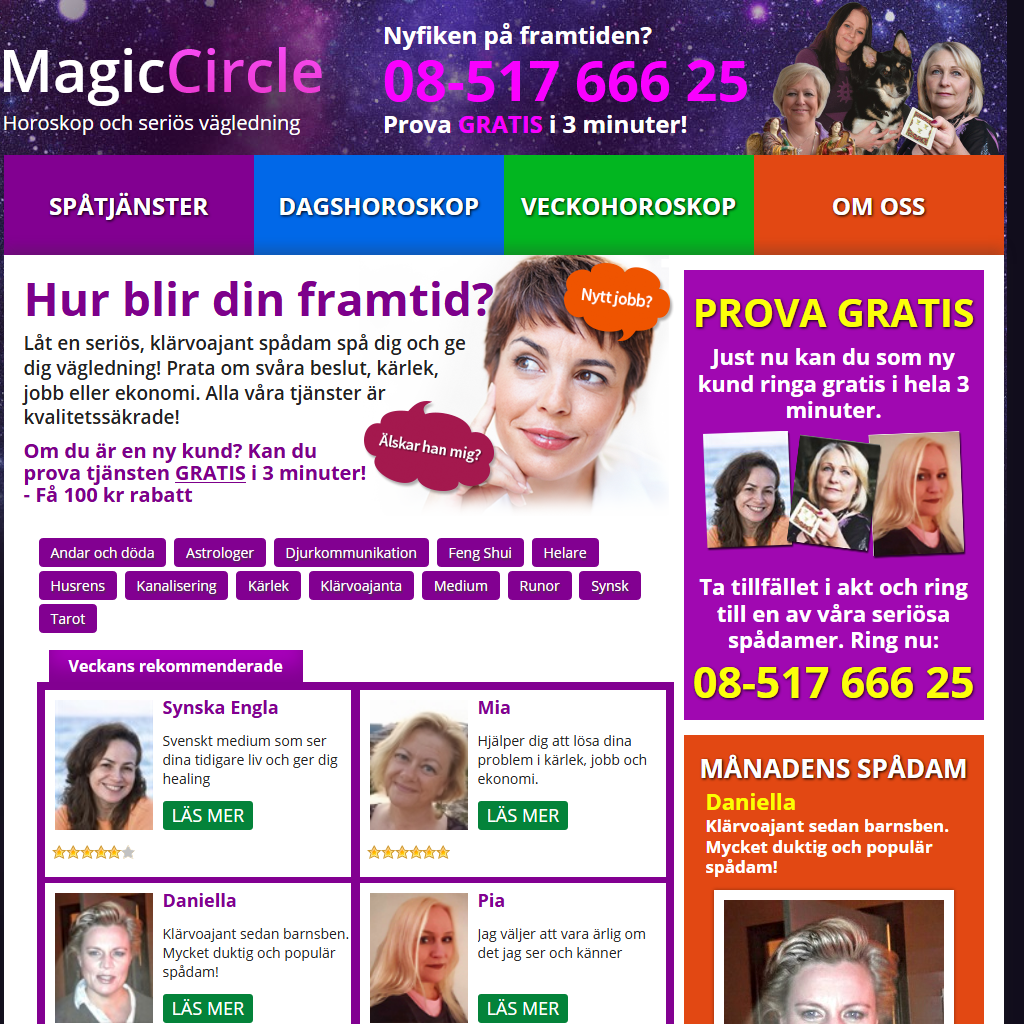 MagicCircle
Horoskop och seriös vägledning
Nyfiken på framtiden?
08-517 666 25
Prova GRATIS i 3 minuter!
SPÅTJÄNSTER
DAGSHOROSKOP
VECKOHOROSKOP
OM OSS
Hur blir din framtid?
Låt en seriös, klärvoajant spådam spå dig och ge
dig vägledning! Prata om svåra beslut, kärlek,
jobb eller ekonomi. Alla våra tjänster är
kvalitetssäkrade!
Om du är en ny kund? Kan du
prova tjänsten GRATIS i 3 minuter!
- Få 100 kr rabatt
Nytt jobb?
Älskar han mig?
Andar och döda
Astrologer
Djurkommunikation
Feng Shui
Helare
Husrens
Kanalisering
Kärlek
Klärvoajanta
Medium
Runor
Synsk
Tarot
Veckans rekommenderade
Synska Engla
Svenskt medium som ser
dina tidigare liv och ger dig
healing
LÄS MER
Mia
Hjälper dig att lösa dina
problem i kärlek, jobb och
ekonomi.
LÄS MER
Daniella
Klärvoajant sedan barnsben.
Mycket duktig och populär
spådam!
LÄS MER
Pia
Jag väljer att vara ärlig om
det jag ser och känner
LÄS MER
PROVA GRATIS
Just nu kan du som ny
kund ringa gratis i hela 3
minuter.
Ta tillfället i akt och ring
till en av våra seriösa
spådamer. Ring nu:
08-517 666 25
MÅNADENS SPÅDAM
Daniella
Klärvoajant sedan barnsben.
Mycket duktig och populär
spådam!